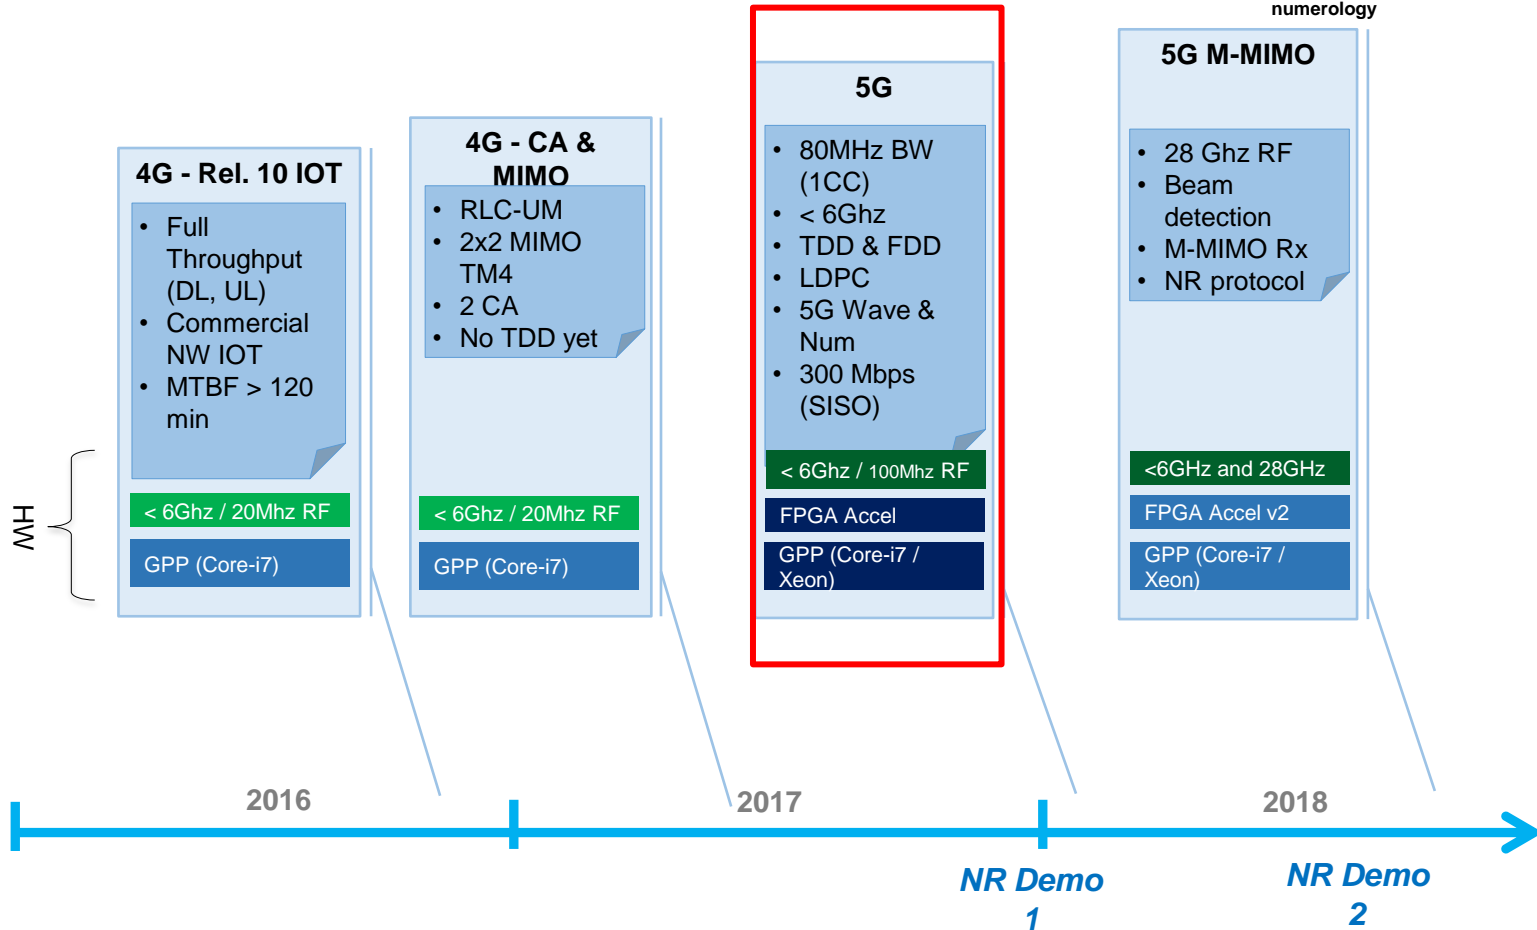 numerology
4G - Rel. 10 IOT
• Full
Throughput
(DL, UL)
• Commercial
NW IOT
• MTBF > 120
min
< 6Ghz / 20Mhz RF
GPP (Core-i7)
4G - CA &
MIMO
• RLC-UM
• 2x2 MIMO
TM4
• 2 CA
• No TDD yet
< 6Ghz / 20Mhz RF
GPP (Core-i7)
5G
• 80MHz BW
(1CC)
• < 6Ghz
• TDD & FDD
• LDPC
• 5G Wave &
Num
• 300 Mbps
(SISO)
< 6Ghz / 100Mhz RF
FPGA Accel
GPP (Core-i7 /
Xeon)
5G M-MIMO
• 28 Ghz RF
• Beam
detection
• M-MIMO Rx
• NR protocol
<6GHz and 28GHz
FPGA Accel v2
GPP (Core-i7 /
Xeon)
HW
2016
2017
2018
NR Demo
1
NR Demo
2